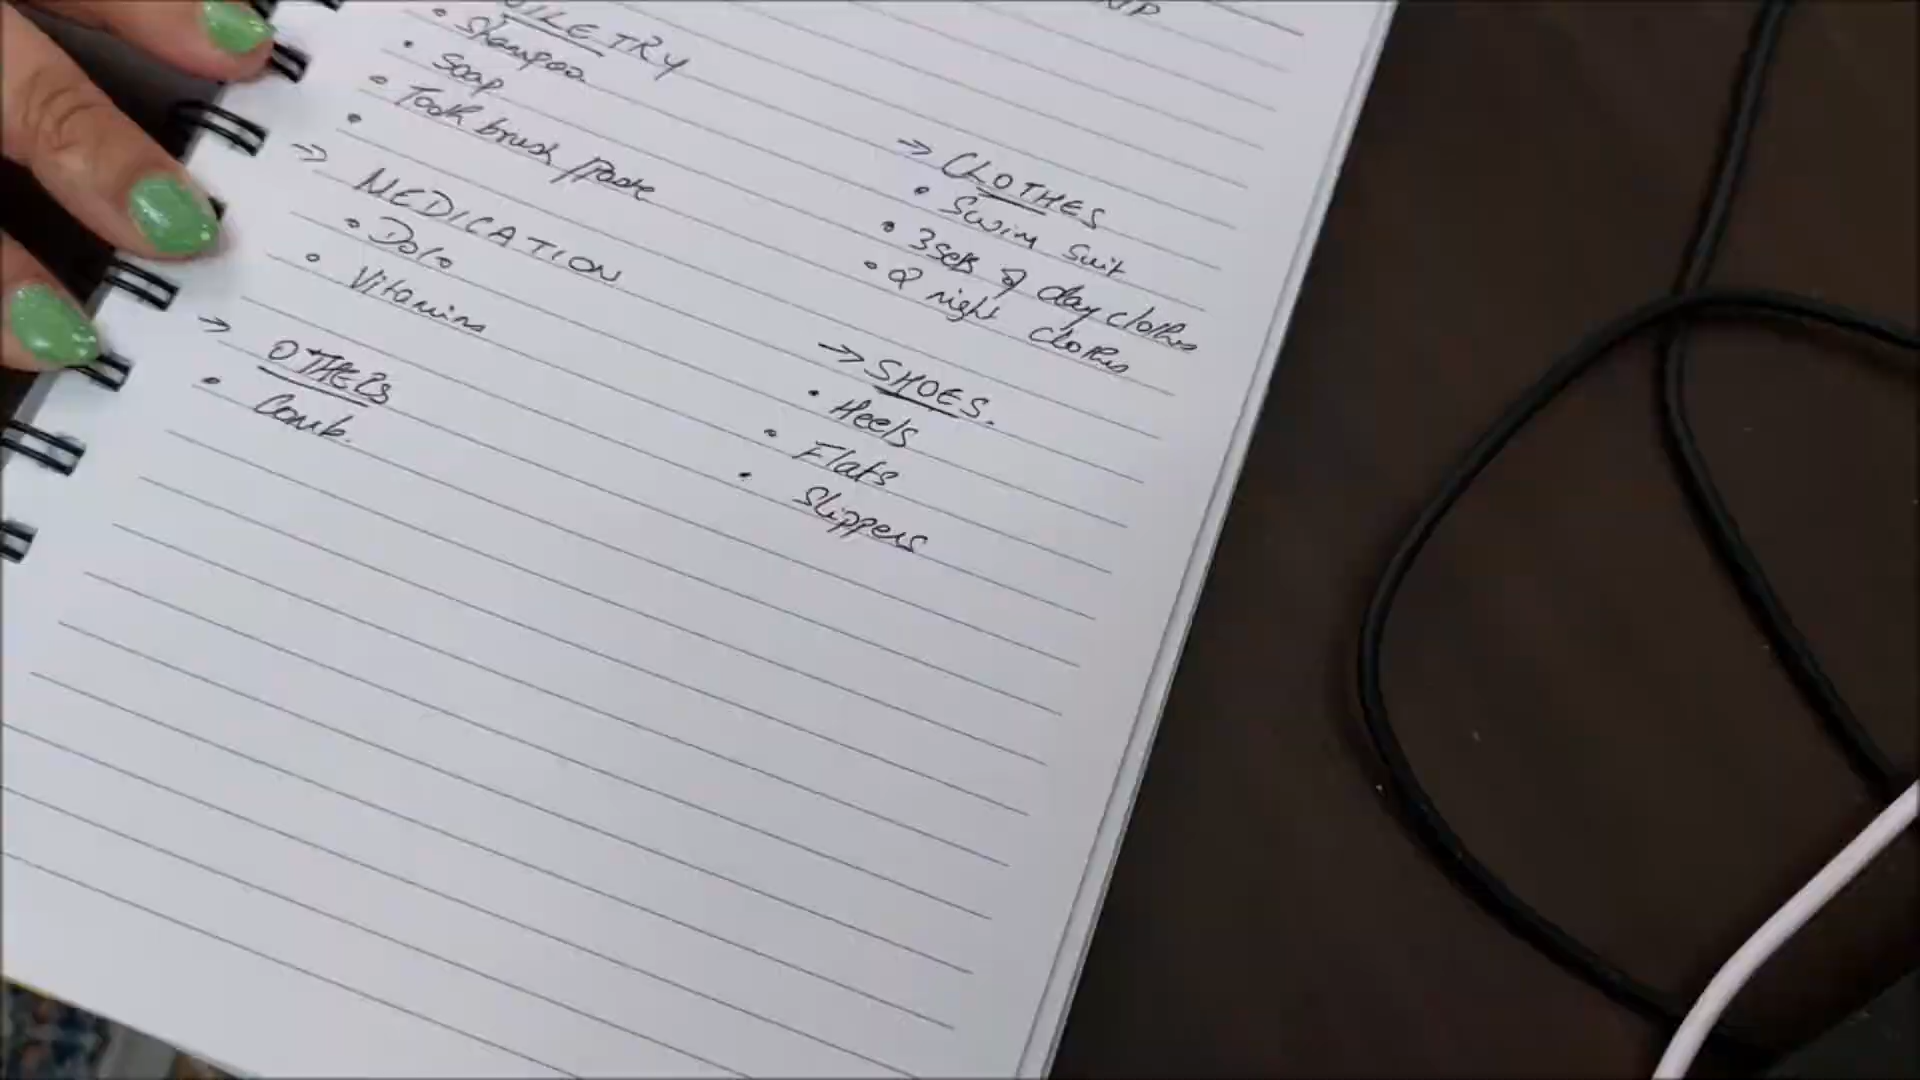 • Shampoo
• Soap
• Tooth brush/paste
•
→ MEDICATION
• Dolo
• Vitamins
→ OTHERS
• Comb.
→ CLOTHES
• Swim suit
• 3 sets of day clothes
• 2 night clothes
→ SHOES.
• Heels
• Flats
• Slippers